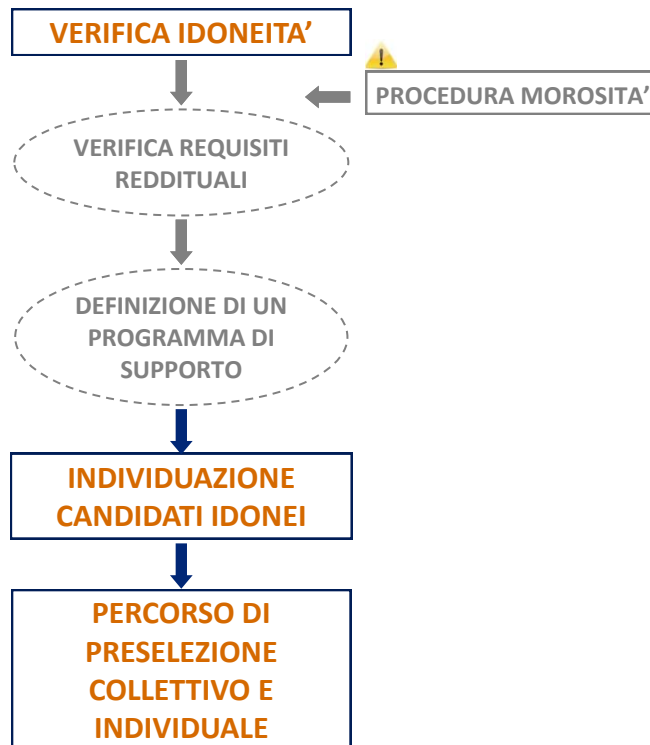 VERIFICA IDONEITA’
PROCEDURA MOROSITA’
VERIFICA REQUISITI
REDDITUALI
DEFINIZIONE DI UN
PROGRAMMA DI
SUPPORTO
INDIVIDUAZIONE
CANDIDATI IDONEI
PERCORSO DI
PRESELEZIONE
COLLETTIVO E
INDIVIDUALE